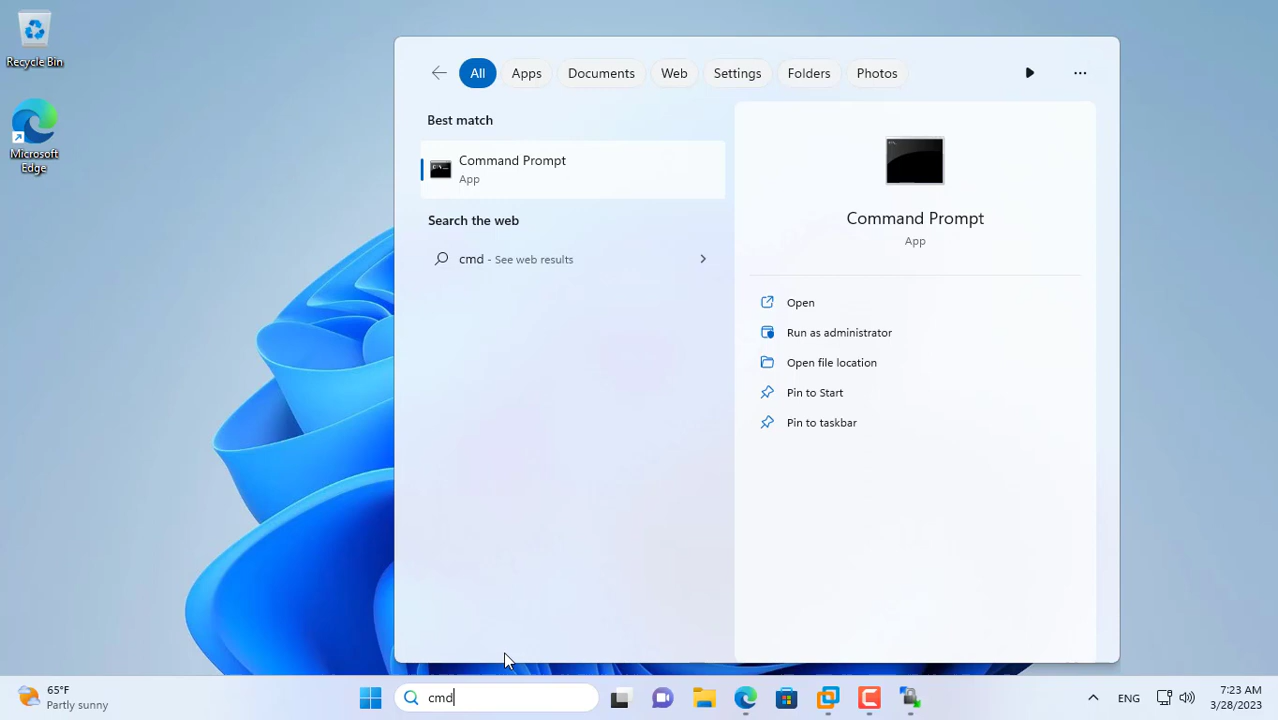 Recycle Bin
Microsoft
Edge
All Apps Documents Web Settings Folders Photos
Best match
Command Prompt
App
Search the web
cmd - See web results
Command Prompt
App
Open
Run as administrator
Open file location
Pin to Start
Pin to taskbar
65°F
Partly sunny
cmd
ENG
7:23 AM
3/28/2023